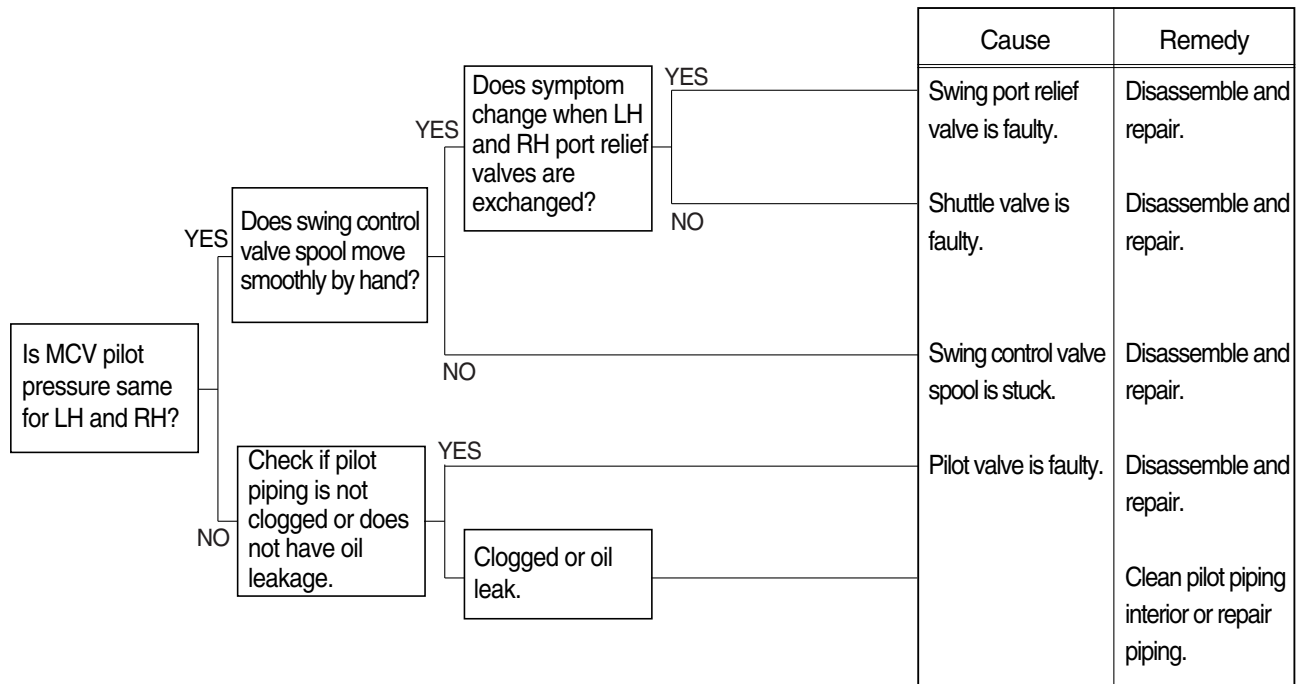 Cause
Remedy
YES
Does symptom
change when LH
and RH port relief
valves are
exchanged?
YES
Swing port relief
valve is faulty.
Disassemble and
repair.
NO
Shuttle valve is
faulty.
Disassemble and
repair.
YES
Does swing control
valve spool move
smoothly by hand?
NO
Swing control valve
spool is stuck.
Disassemble and
repair.
Is MCV pilot
pressure same
for LH and RH?
NO
Check if pilot
piping is not
clogged or does
not have oil
leakage.
YES
Pilot valve is faulty.
Disassemble and
repair.
Clogged or oil
leak.
Clean pilot piping
interior or repair
piping.